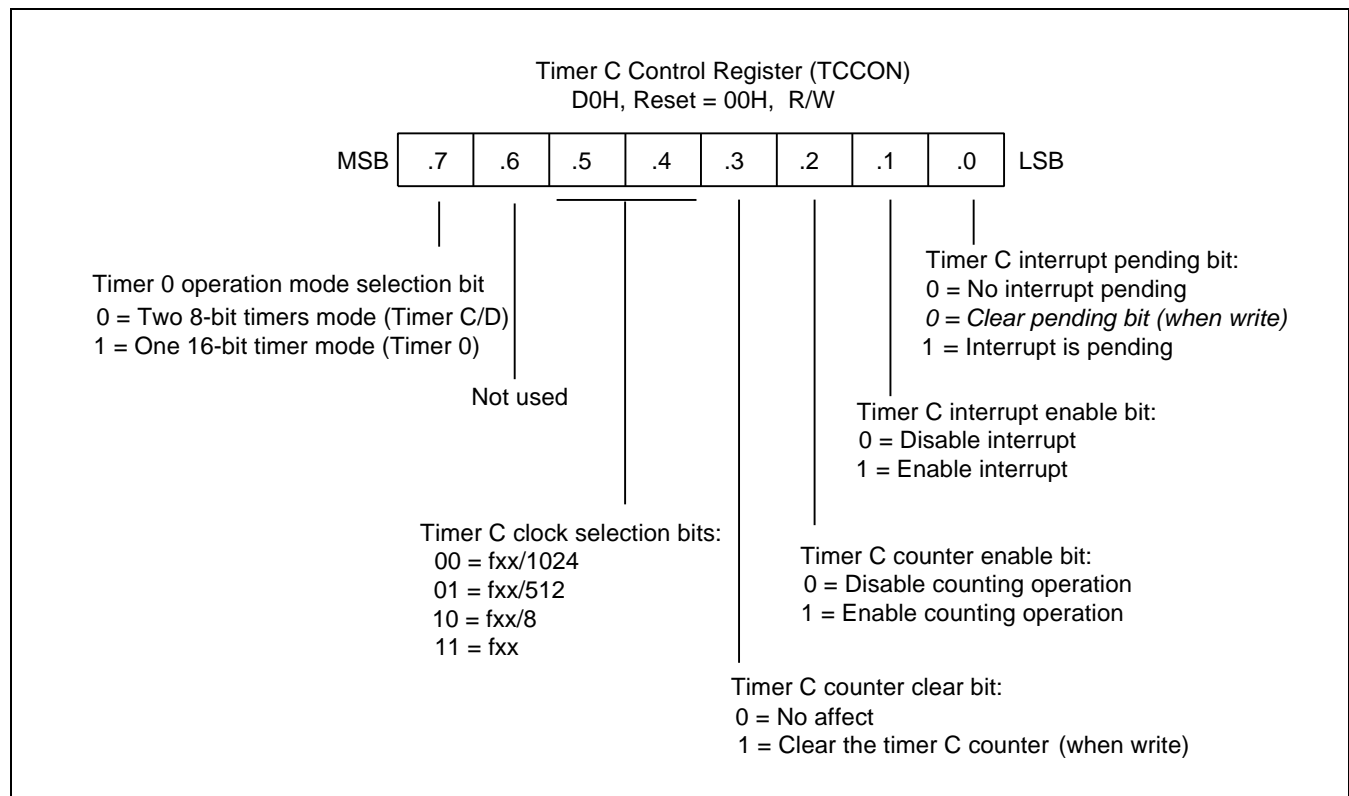 Timer C Control Register (TCCON)
D0H, Reset = 00H, R/W
MSB .7 .6 .5 .4 .3 .2 .1 .0 LSB
Timer 0 operation mode selection bit
0 = Two 8-bit timers mode (Timer C/D)
1 = One 16-bit timer mode (Timer 0)
Not used
Timer C clock selection bits:
00 = fxx/1024
01 = fxx/512
10 = fxx/8
11 = fxx
Timer C counter clear bit:
0 = No affect
1 = Clear the timer C counter (when write)
Timer C counter enable bit:
0 = Disable counting operation
1 = Enable counting operation
Timer C interrupt enable bit:
0 = Disable interrupt
1 = Enable interrupt
Timer C interrupt pending bit:
0 = No interrupt pending
0 = Clear pending bit (when write)
1 = Interrupt is pending